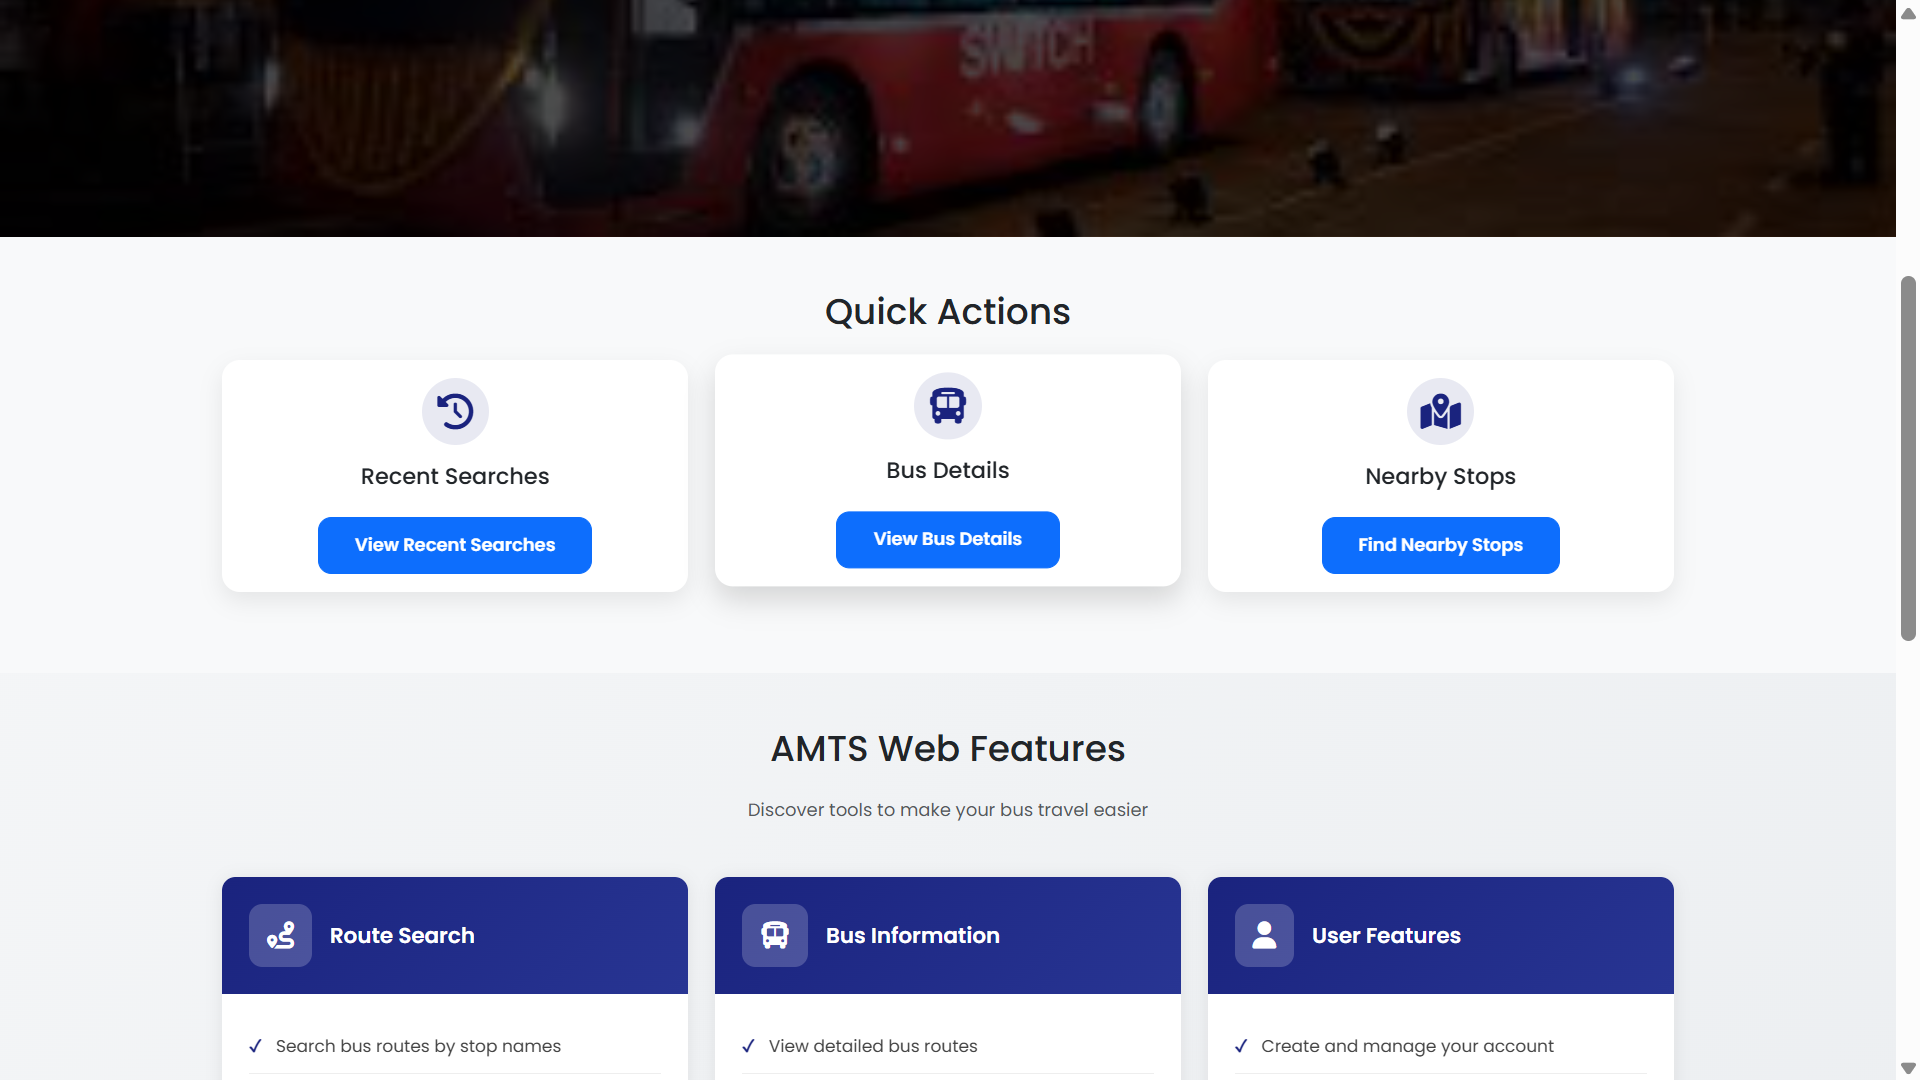 SWITCH
Quick Actions
Recent Searches
View Recent Searches
Bus Details
View Bus Details
Nearby Stops
Find Nearby Stops
AMTS Web Features
Discover tools to make your bus travel easier
Route Search
✓ Search bus routes by stop names
Bus Information
✓ View detailed bus routes
User Features
✓ Create and manage your account